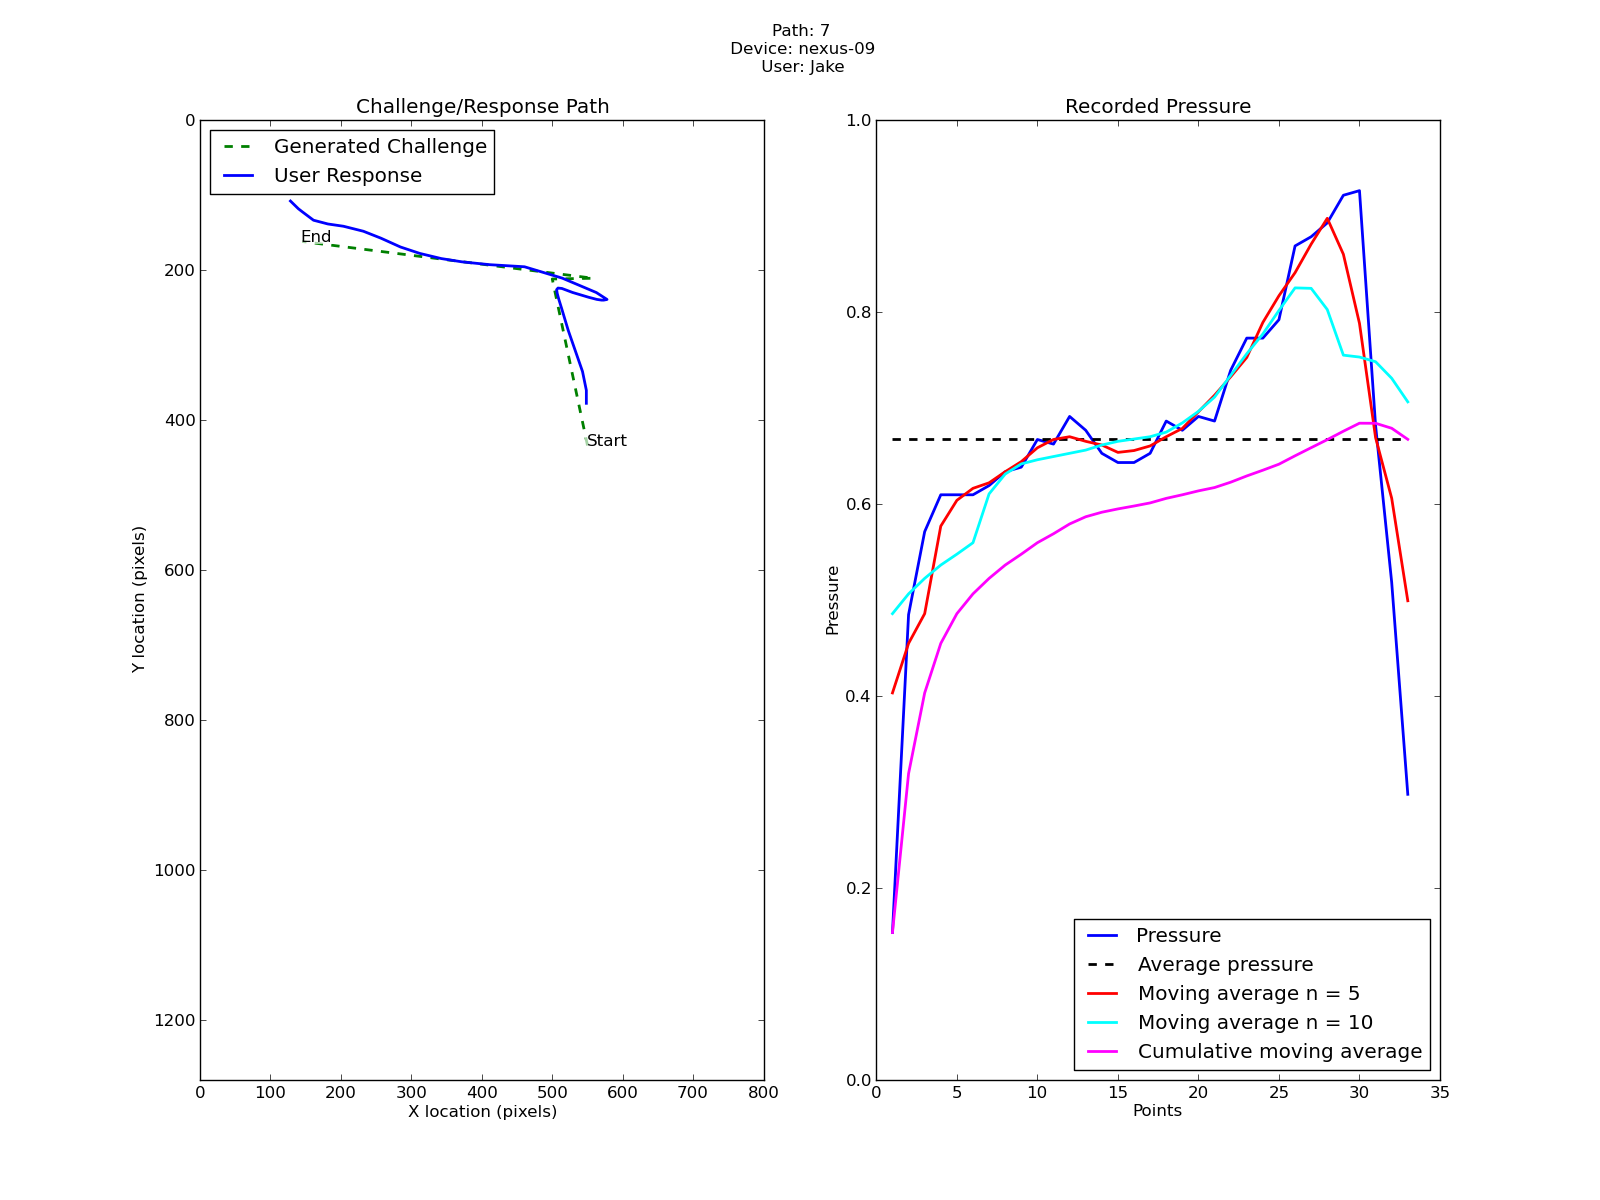 Path: 7
Device: nexus-09
User: Jake
Challenge/Response Path
Generated Challenge
User Response
End
Start
0
200
400
600
800
1000
1200
Y location (pixels)
0 100 200 300 400 500 600 700 800
X location (pixels)
Recorded Pressure
1.0
0.8
0.6
0.4
0.2
0.0
Pressure
Pressure
Average pressure
Moving average n = 5
Moving average n = 10
Cumulative moving average
0 5 10 15 20 25 30 35
Points